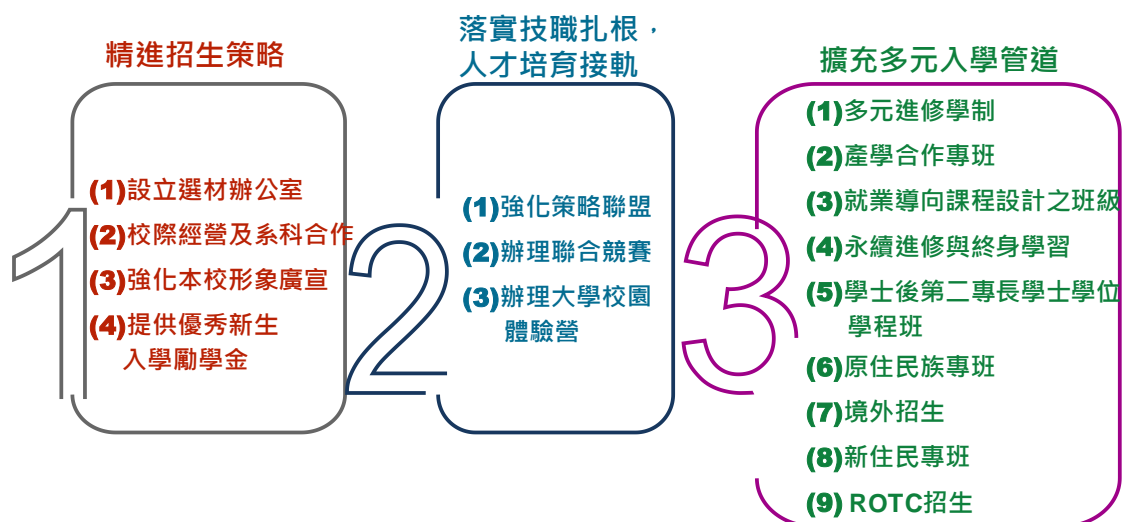 精進招生策略
1
(1)設立選材辦公室
(2)校際經營及系科合作
(3)強化本校形象廣宣
(4)提供優秀新生
入學勵學金
落實技職扎根，
人才培育接軌
2
(1)強化策略聯盟
(2)辦理聯合競賽
(3)辦理大學校園
體驗營
擴充多元入學管道
3
(1)多元進修學制
(2)產學合作專班
(3)就業導向課程設計之班級
(4)永續進修與終身學習
(5)學士後第二專長學士學位
學程班
(6)原住民族專班
(7)境外招生
(8)新住民專班
(9) ROTC招生